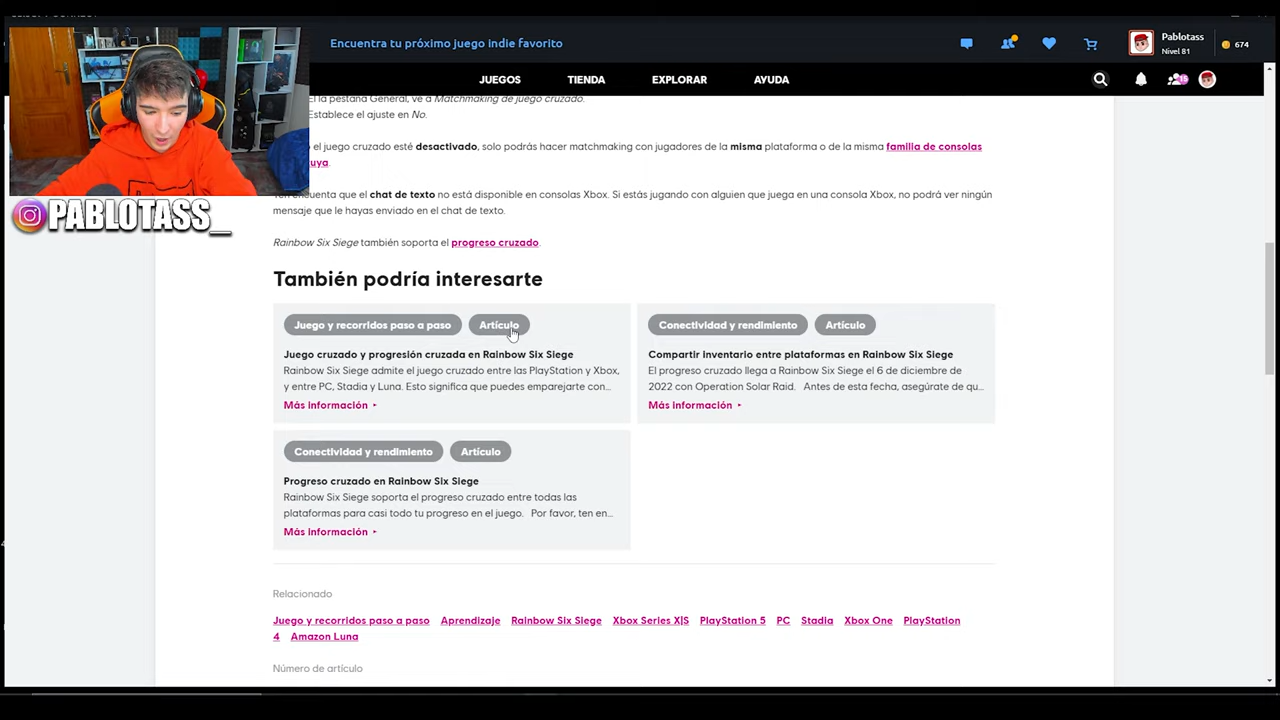 Encuentra tu próximo juego indie favorito
Pablotass
Nivel 81
674
JUEGOS TIENDA EXPLORAR AYUDA
15
la pestaña General, ve a Matchmaking de juego cruzado.
Establece el ajuste en No.
el juego cruzado esté desactivado, solo podrás hacer matchmaking con jugadores de la misma plataforma o de la misma familia de consolas
uya.
PABLOTASS_
en cuenta que el chat de texto no está disponible en consolas Xbox. Si estás jugando con alguien que juega en una consola Xbox, no podrá ver ningún
mensaje que le hayas enviado en el chat de texto.
Rainbow Six Siege también soporta el progreso cruzado.
También podría interesarte
Juego y recorridos paso a paso Artículo
Juego cruzado y progresión cruzada en Rainbow Six Siege
Rainbow Six Siege admite el juego cruzado entre las PlayStation y Xbox,
y entre PC, Stadia y Luna. Esto significa que puedes emparejarte con...
Más información
Conectividad y rendimiento Artículo
Compartir inventario entre plataformas en Rainbow Six Siege
El progreso cruzado llega a Rainbow Six Siege el 6 de diciembre de
2022 con Operation Solar Raid. Antes de esta fecha, asegúrate de qu...
Más información
Conectividad y rendimiento Artículo
Progreso cruzado en Rainbow Six Siege
Rainbow Six Siege soporta el progreso cruzado entre todas las
plataformas para casi todo tu progreso en el juego. Por favor, ten en...
Más información
Relacionado
Juego y recorridos paso a paso Aprendizaje Rainbow Six Siege Xbox Series X|S PlayStation 5 PC Stadia Xbox One PlayStation
4 Amazon Luna
Número de artículo